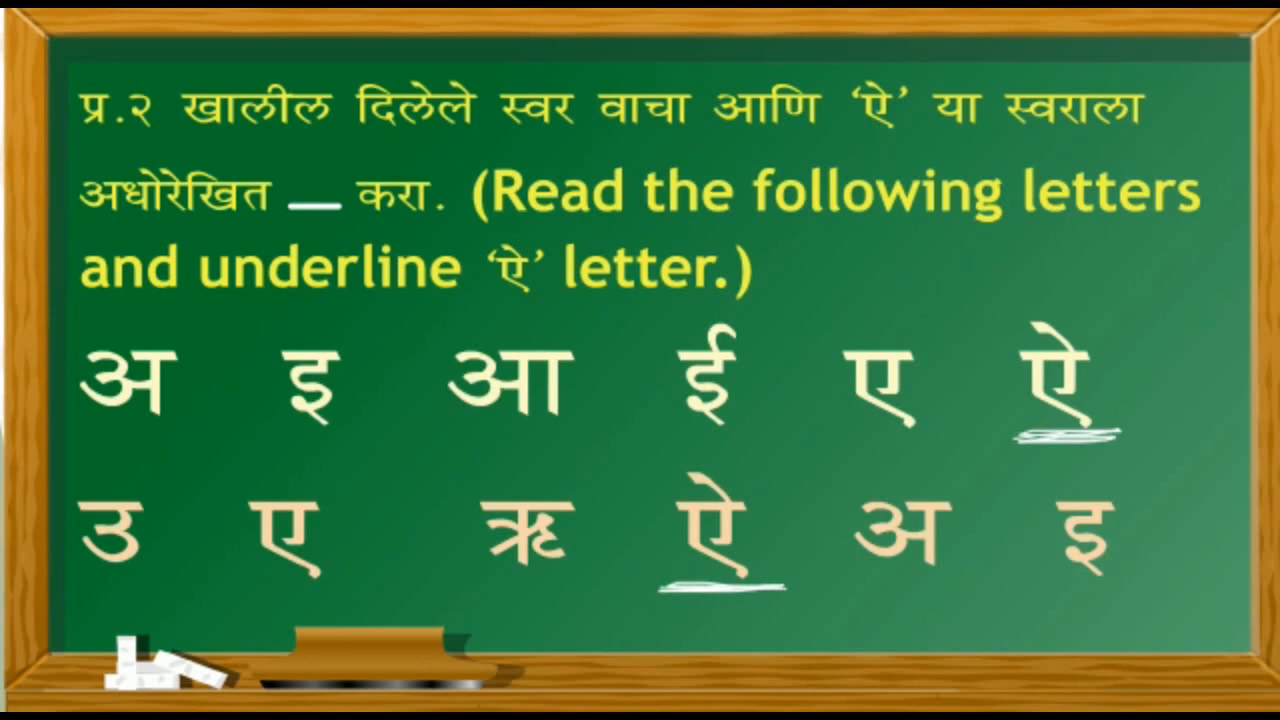 प्र.२ खालील दिलेले स्वर वाचा आणि ‘ऐ’ या स्वराला
अधोरेखित __ करा. (Read the following letters
and underline ‘ऐ’ letter.)
अ इ आ ई ए ऐ
उ ए ऋ ऐ अ इ